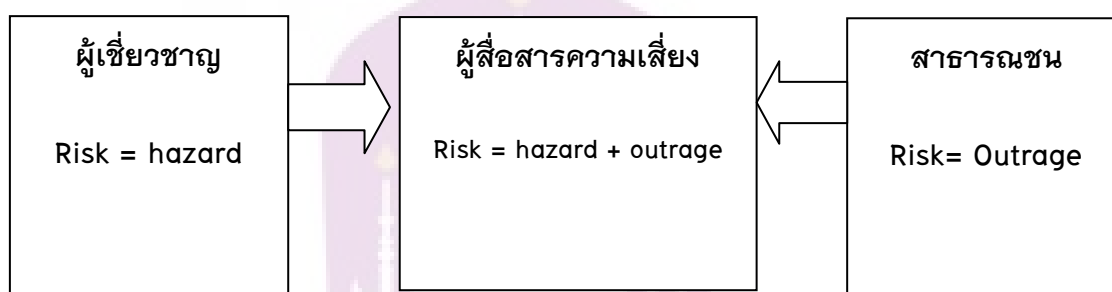 ผู้เชี่ยวชาญ
Risk = hazard
ผู้สื่อสารความเสี่ยง
Risk = hazard + outrage
สาธารณชน
Risk= Outrage